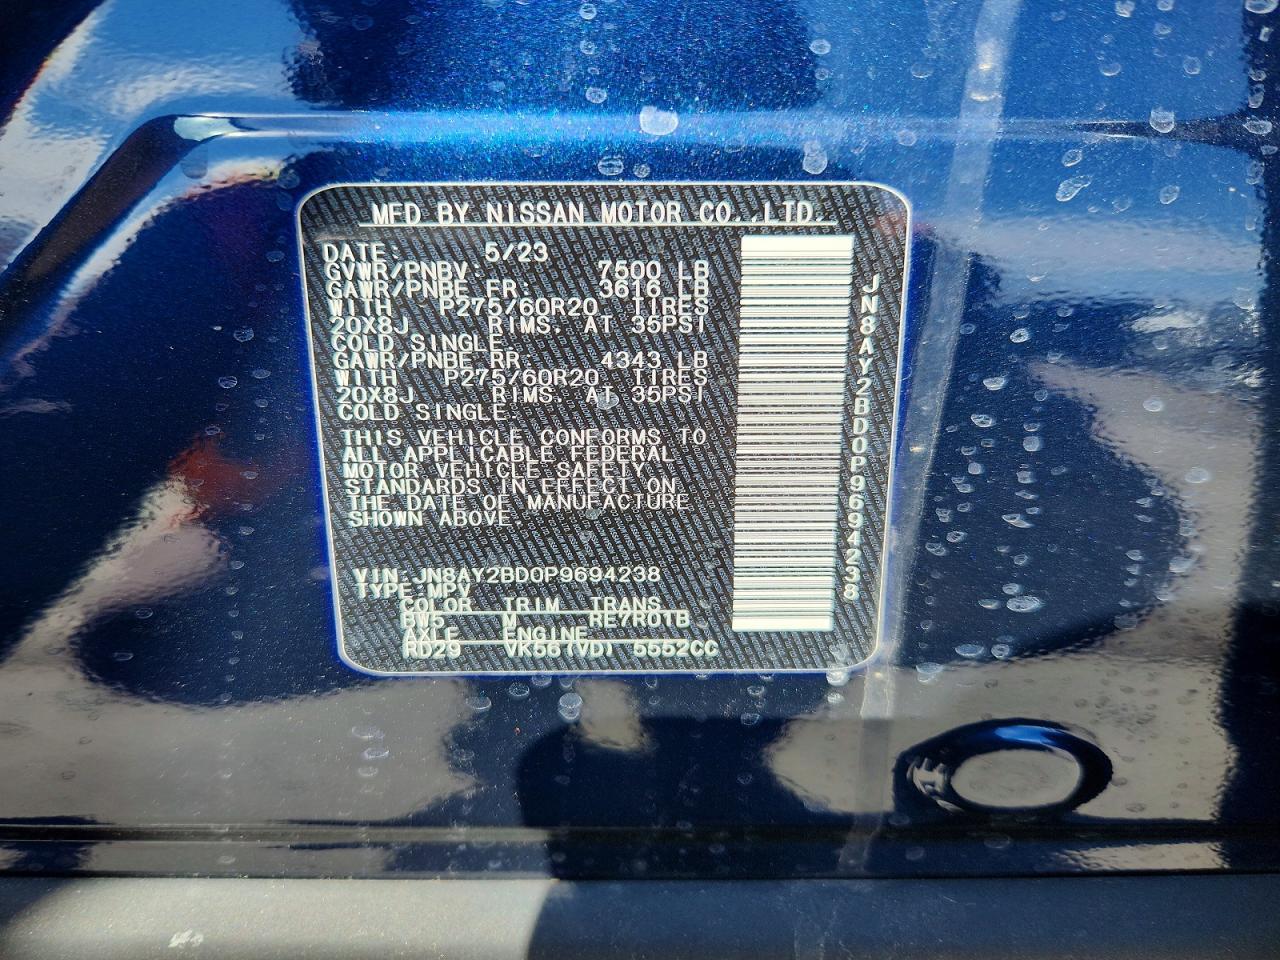 MFD BY NISSAN MOTOR CO.,LTD.
DATE: 5/23
GVWR/PNBV: 7500 LB
GAWR/PNBE FR: 3616 LB
WITH P275/60R20 TIRES
20X8J RIMS. AT 35PSI
COLD SINGLE.
GAWR/PNBE RR: 4343 LB
WITH P275/60R20 TIRES
20X8J RIMS. AT 35PSI
COLD SINGLE.
THIS VEHICLE CONFORMS TO
ALL APPLICABLE FEDERAL
MOTOR VEHICLE SAFETY
STANDARDS IN EFFECT ON
THE DATE OF MANUFACTURE
SHOWN ABOVE.
VIN:JN8AY2BD0P9694238
TYPE:MPV
COLOR TRIM TRANS
BW5 M RE7R01B
AXLE ENGINE
RD29 VK56(VD) 5552CC
JN8AY2BD0P9694238